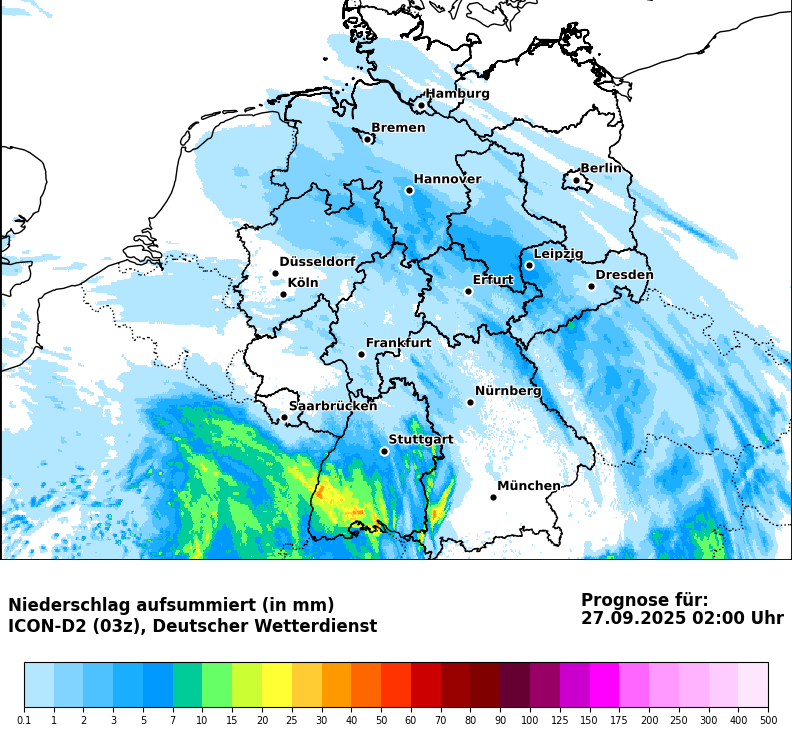 Hamburg
Bremen
Berlin
Hannover
Leipzig
Düsseldorf
Dresden
Erfurt
Köln
Frankfurt
Nürnberg
Saarbrücken
Stuttgart
München
Niederschlag aufsummiert (in mm)
ICON-D2 (03z), Deutscher Wetterdienst
Prognose für:
27.09.2025 02:00 Uhr
0.1 1 2 3 5 7 10 15 20 25 30 40 50 60 70 80 90 100 125 150 175 200 250 300 400 500